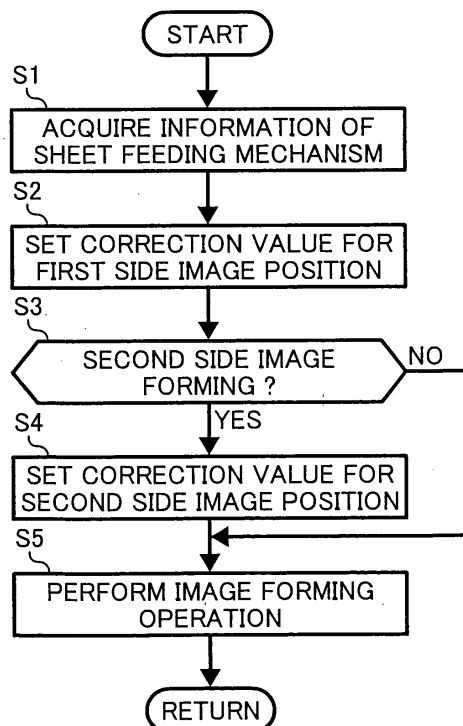 START
S1
ACQUIRE INFORMATION OF
SHEET FEEDING MECHANISM
S2
SET CORRECTION VALUE FOR
FIRST SIDE IMAGE POSITION
S3
SECOND SIDE IMAGE
FORMING ?
NO
YES
S4
SET CORRECTION VALUE FOR
SECOND SIDE IMAGE POSITION
S5
PERFORM IMAGE FORMING
OPERATION
RETURN